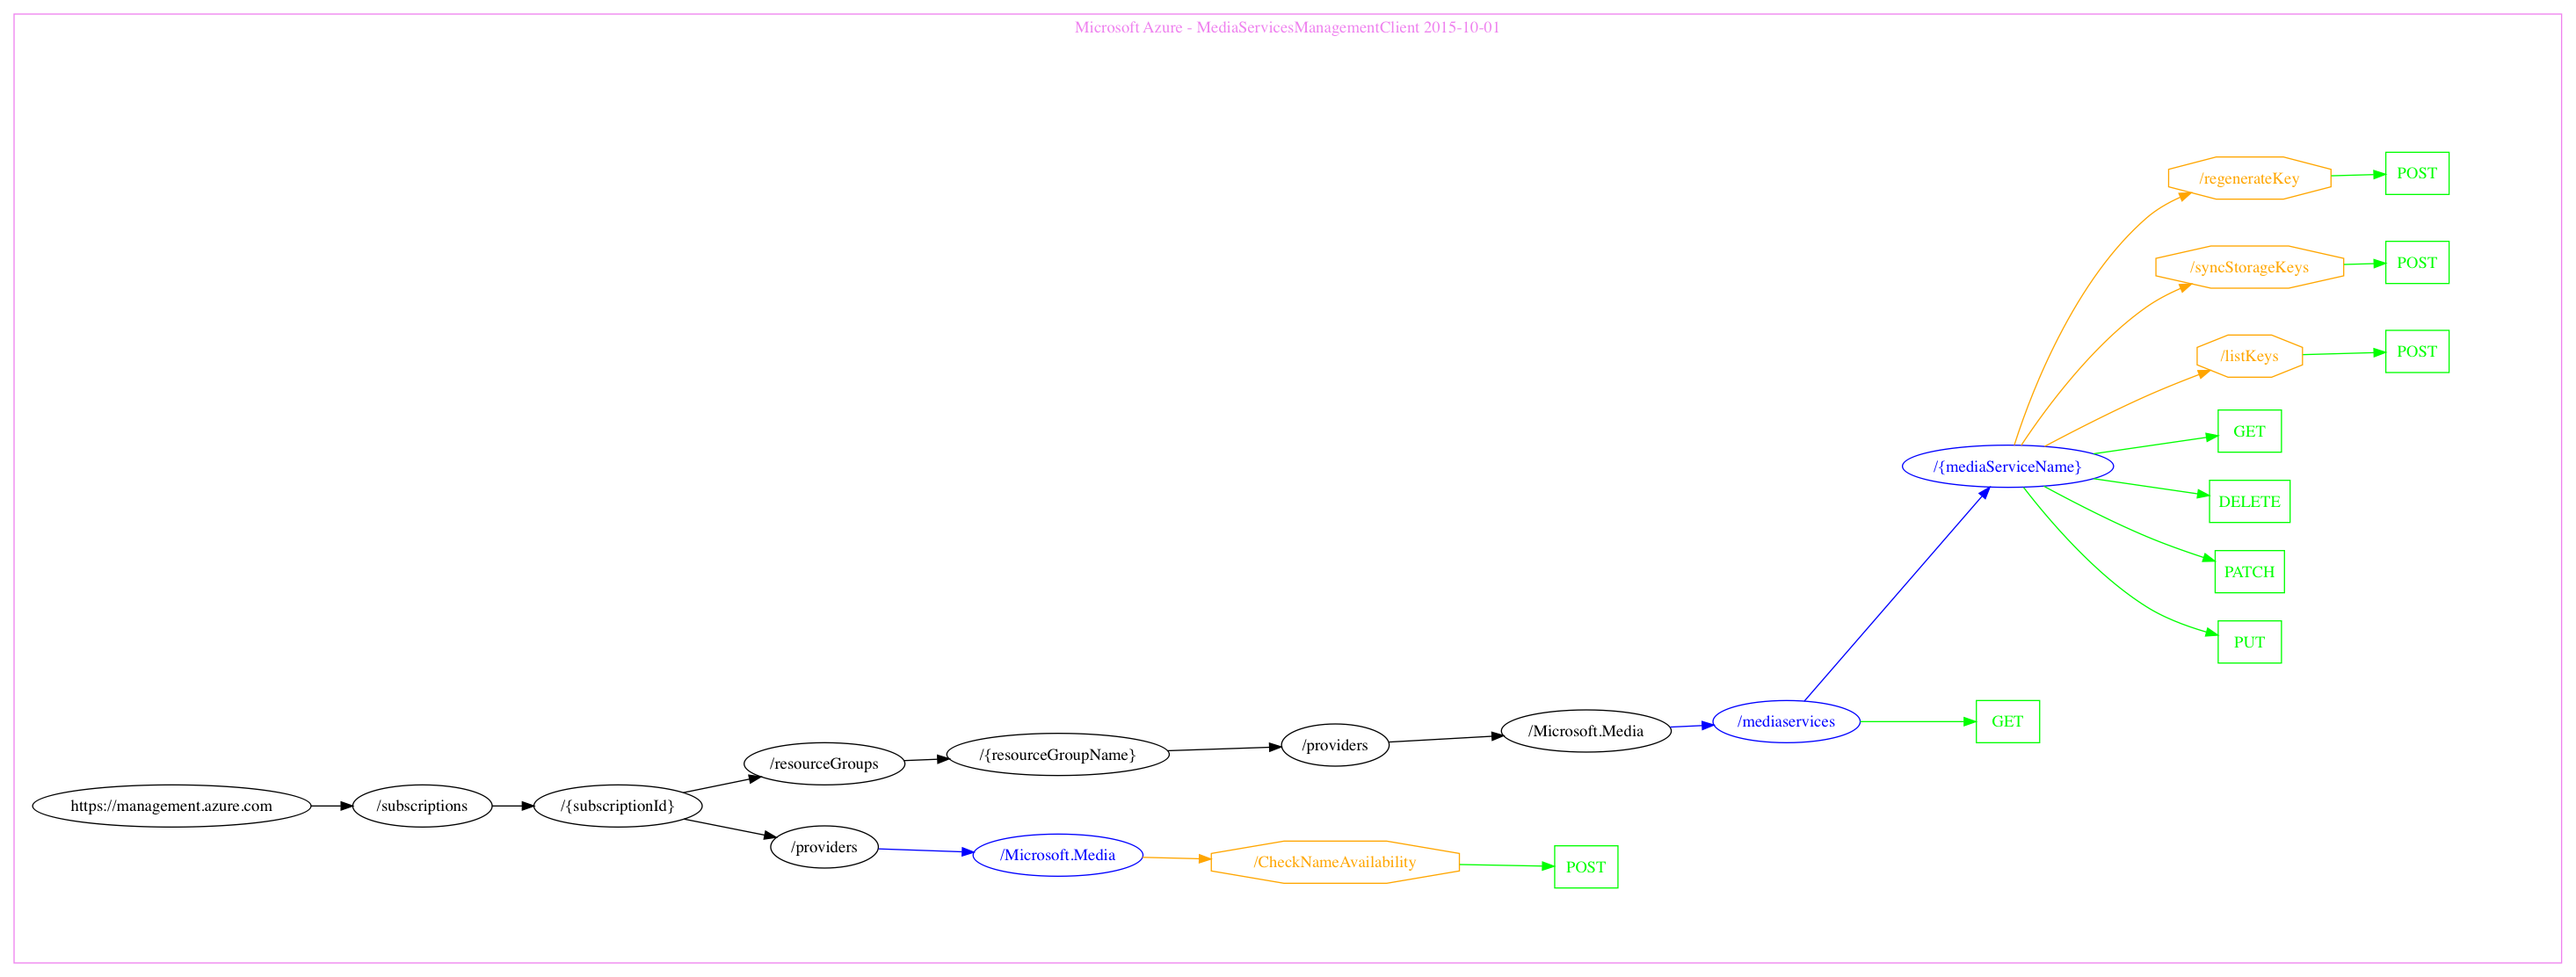 Microsoft Azure - MediaServicesManagementClient 2015-10-01
/regenerateKey
POST
/syncStorageKeys
POST
/listKeys
POST
GET
/{mediaServiceName}
DELETE
PATCH
PUT
/mediaservices
GET
/Microsoft.Media
/providers
/{resourceGroupName}
/resourceGroups
https://management.azure.com
/subscriptions
/{subscriptionId}
/providers
/Microsoft.Media
/CheckNameAvailability
POST